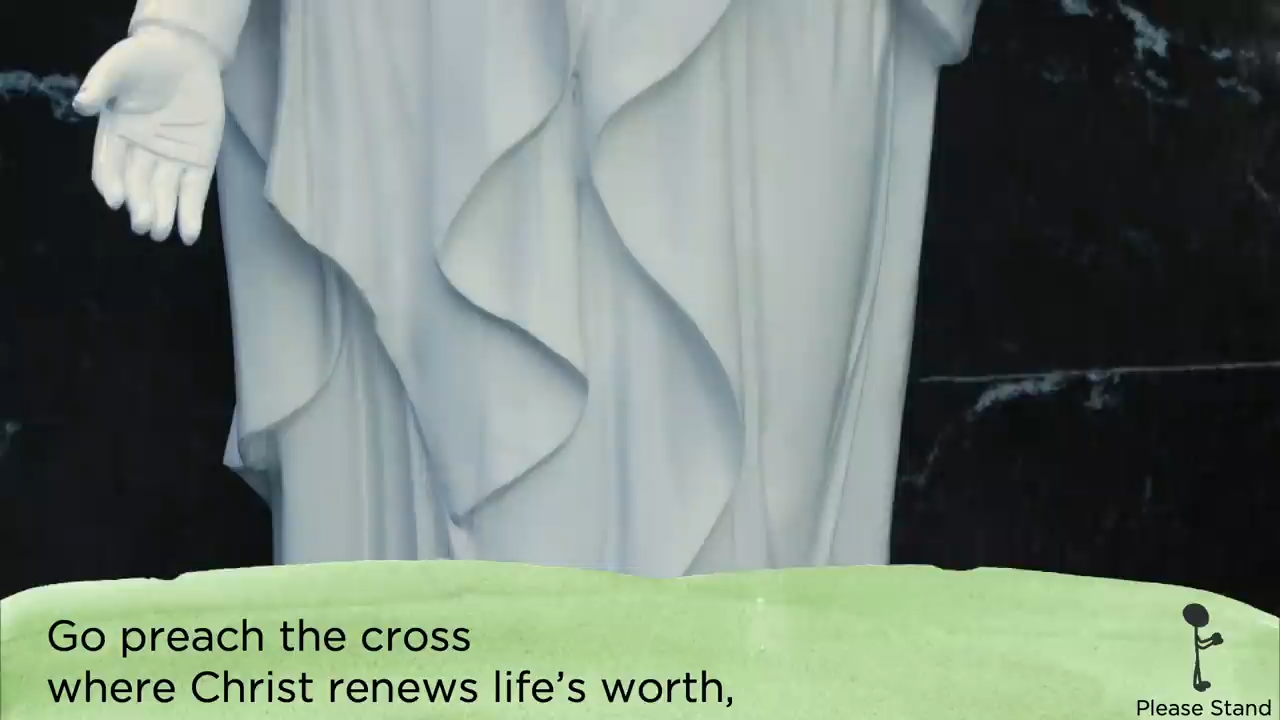 Go preach the cross
where Christ renews life’s worth,
Please Stand